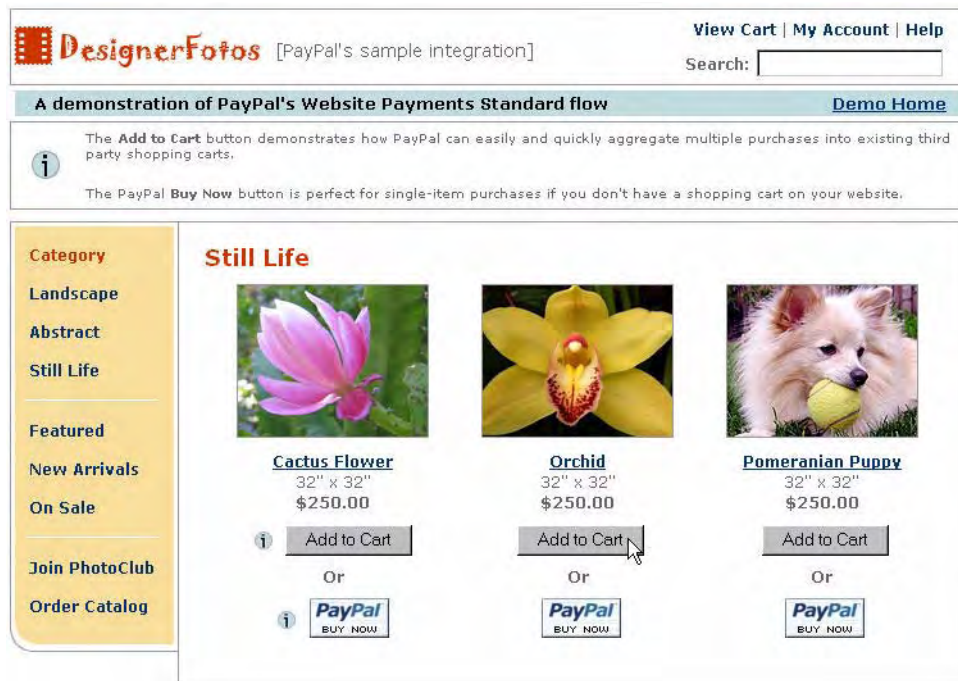 DesignerFotos [PayPal's sample integration]
View Cart | My Account | Help
Search:
A demonstration of PayPal's Website Payments Standard flow
Demo Home
The Add to Cart button demonstrates how PayPal can easily and quickly aggregate multiple purchases into existing third
party shopping carts.
The PayPal Buy Now button is perfect for single-item purchases if you don't have a shopping cart on your website.
Category
Landscape
Abstract
Still Life
Featured
New Arrivals
On Sale
Join PhotoClub
Order Catalog
Still Life
Cactus Flower
32" x 32"
$250.00
Add to Cart
Or
PayPal
BUY NOW
Orchid
32" x 32"
$250.00
Add to Cart
Or
PayPal
BUY NOW
Pomeranian Puppy
32" x 32"
$250.00
Add to Cart
Or
PayPal
BUY NOW